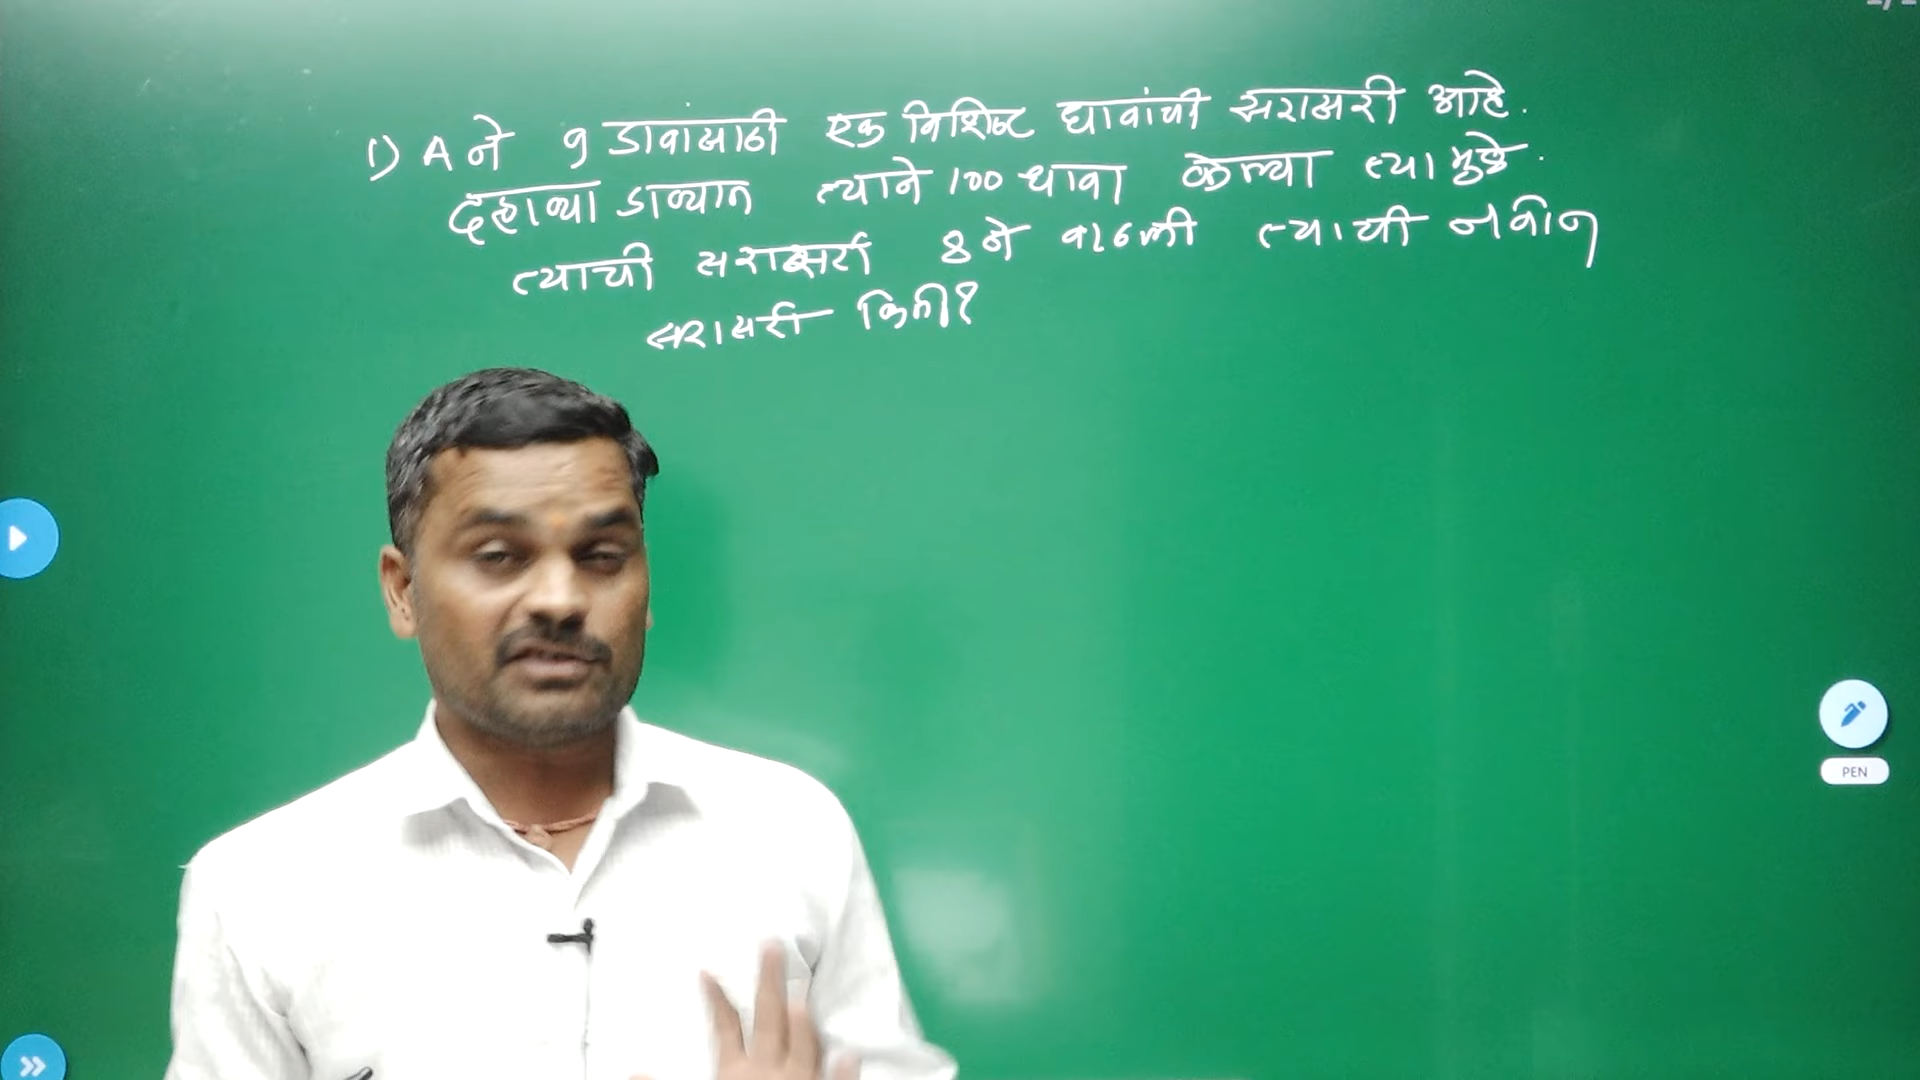 1) A ने 9 डावांसाठी एक विशिष्ट धावांची सरासरी आहे.
दहाव्या डाव्यात त्याने 100 धावा केल्या त्यामुळे
त्याची सरासरी 8 ने वाढली त्याची नवीन
सरासरी किती?
PEN